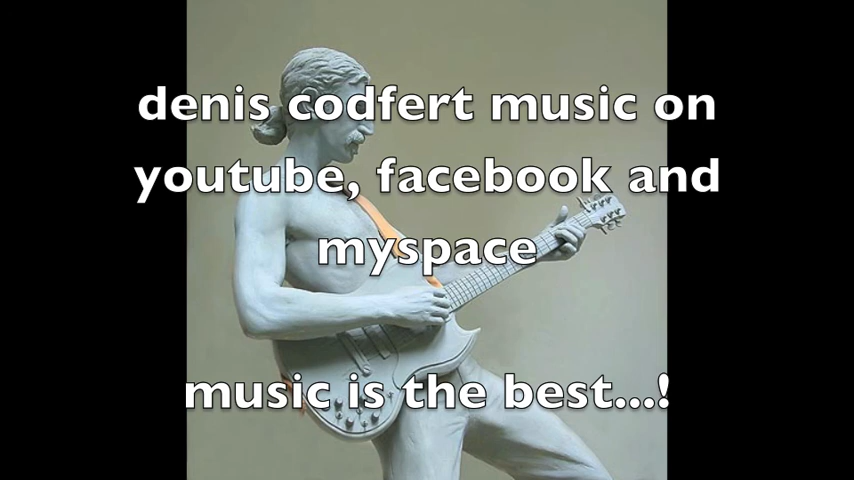 denis codfert music on
youtube, facebook and
myspace
music is the best...!